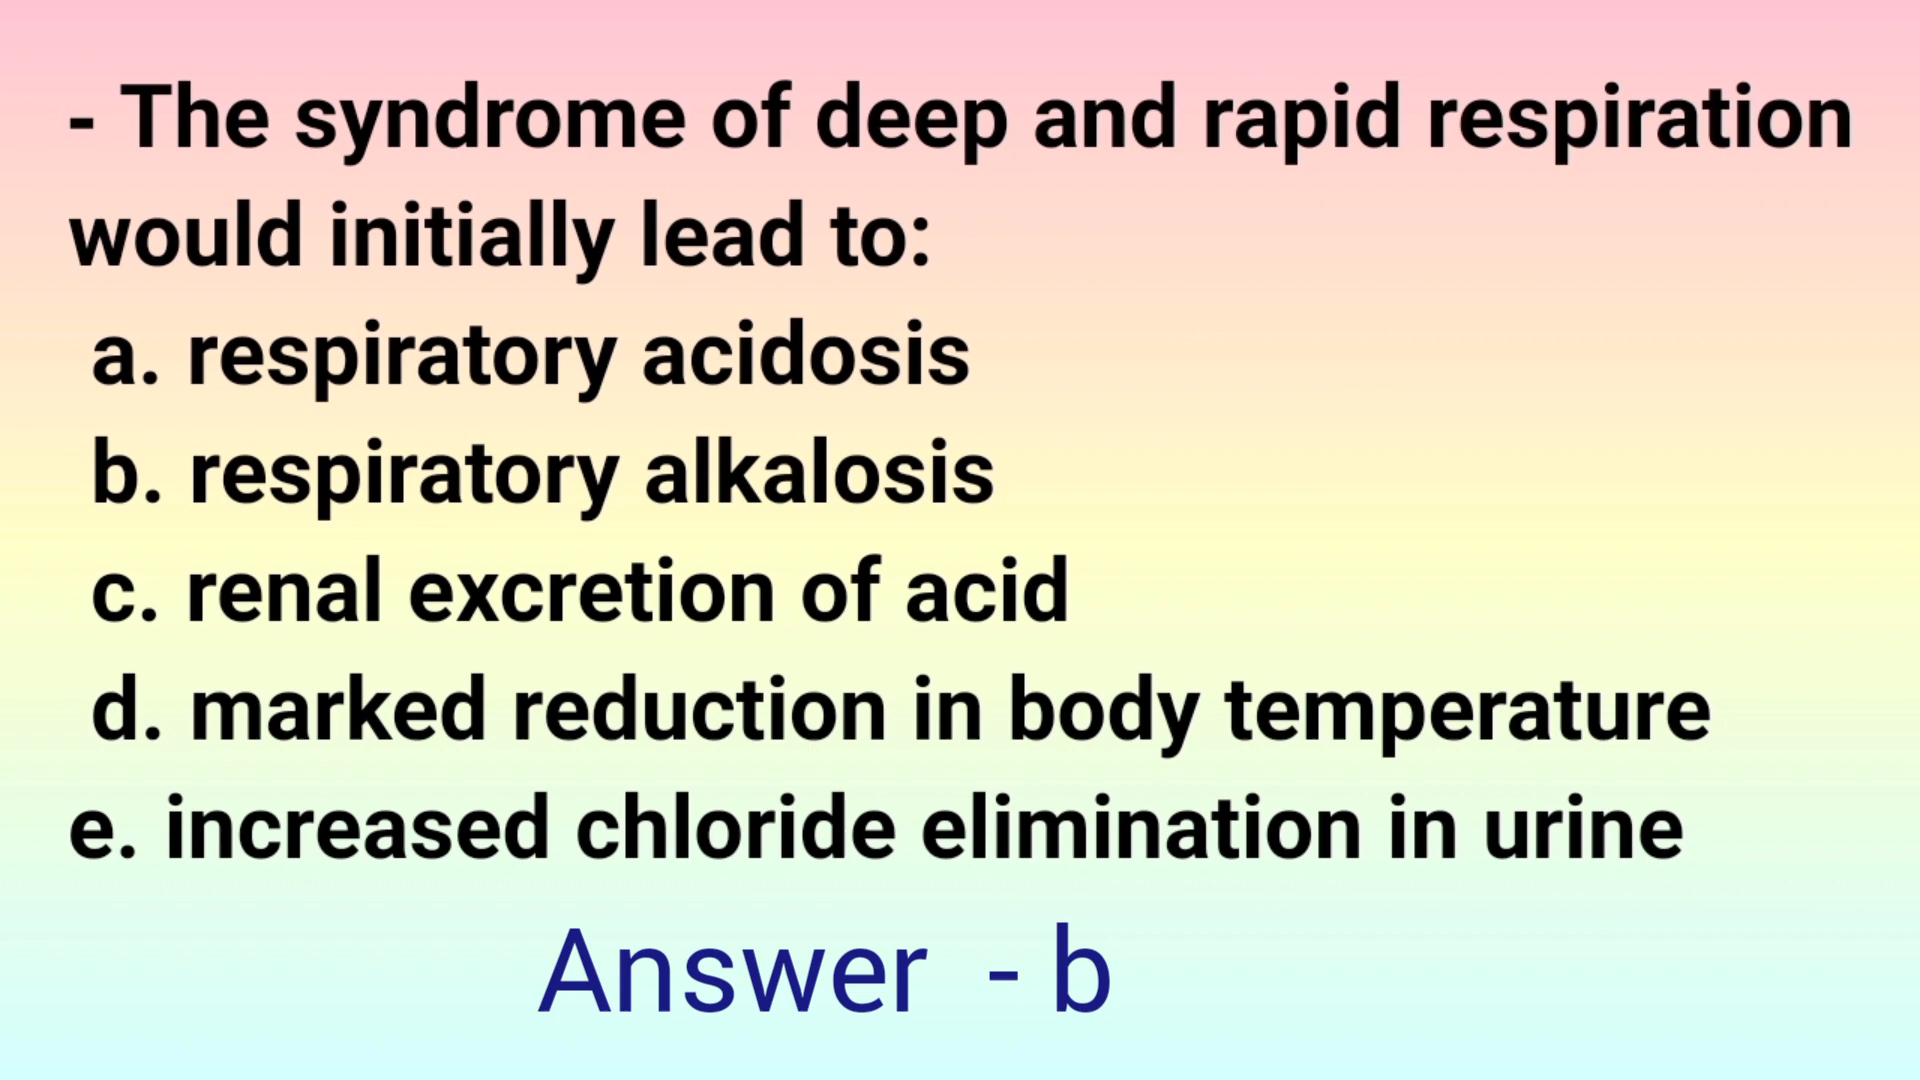 - The syndrome of deep and rapid respiration
would initially lead to:
a. respiratory acidosis
b. respiratory alkalosis
c. renal excretion of acid
d. marked reduction in body temperature
e. increased chloride elimination in urine
Answer - b